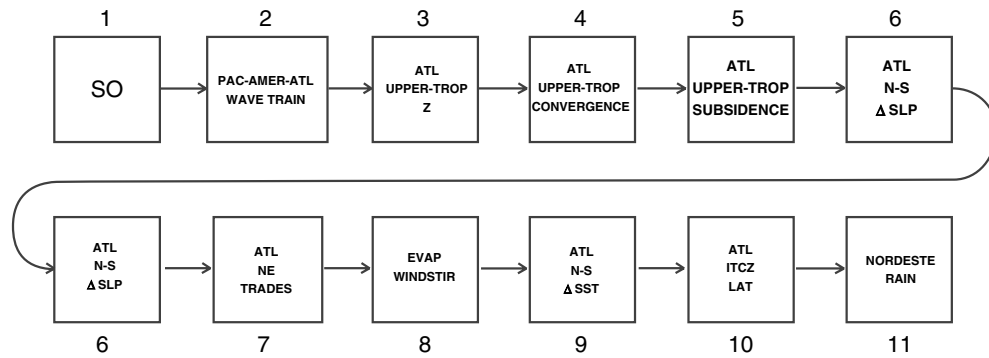 1
2
3
4
5
6
SO
PAC-AMER-ATL
WAVE TRAIN
ATL
UPPER-TROP
Z
ATL
UPPER-TROP
CONVERGENCE
ATL
UPPER-TROP
SUBSIDENCE
ATL
N-S
Δ SLP
ATL
N-S
Δ SLP
ATL
NE
TRADES
EVAP
WINDSTIR
ATL
N-S
Δ SST
ATL
ITCZ
LAT
NORDESTE
RAIN
6
7
8
9
10
11